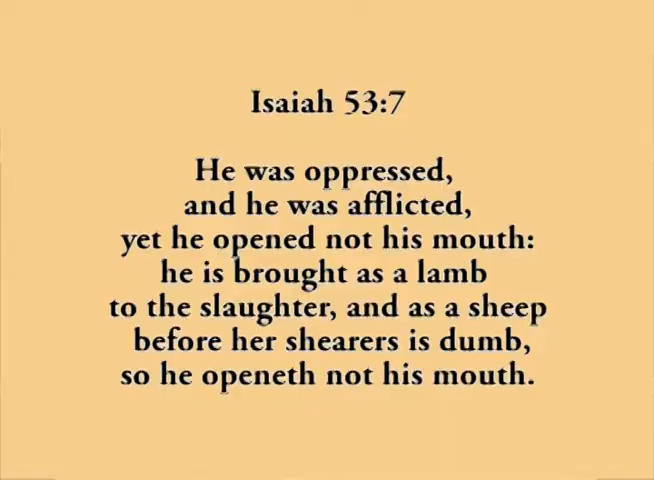 Isaiah 53:7
He was oppressed,
and he was afflicted,
yet he opened not his mouth:
he is brought as a lamb
to the slaughter, and as a sheep
before her shearers is dumb,
so he openeth not his mouth.